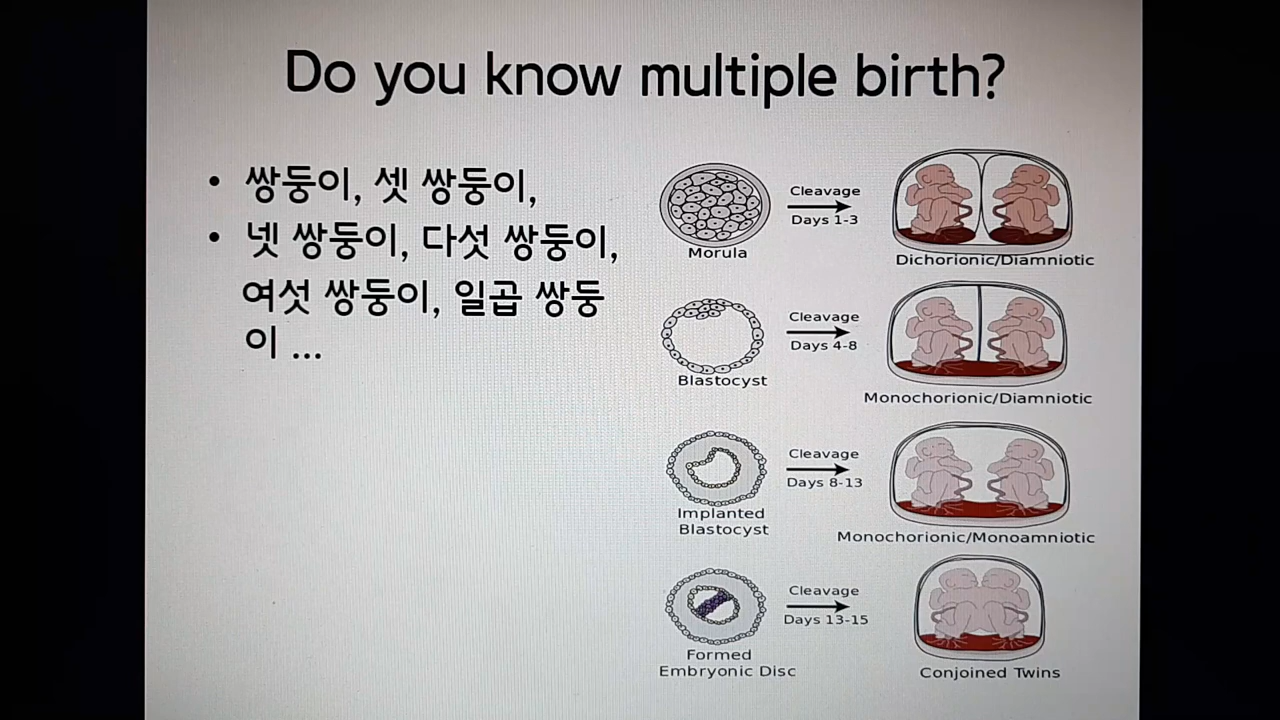 Do you know multiple birth?
• 쌍둥이, 셋 쌍둥이,
• 넷 쌍둥이, 다섯 쌍둥이,
여섯 쌍둥이, 일곱 쌍둥
이 ...
Morula
Cleavage
Days 1-3
Dichorionic/Diamniotic
Blastocyst
Cleavage
Days 4-8
Monochorionic/Diamniotic
Implanted
Blastocyst
Cleavage
Days 8-13
Monochorionic/Monoamniotic
Formed
Embryonic Disc
Cleavage
Days 13-15
Conjoined Twins